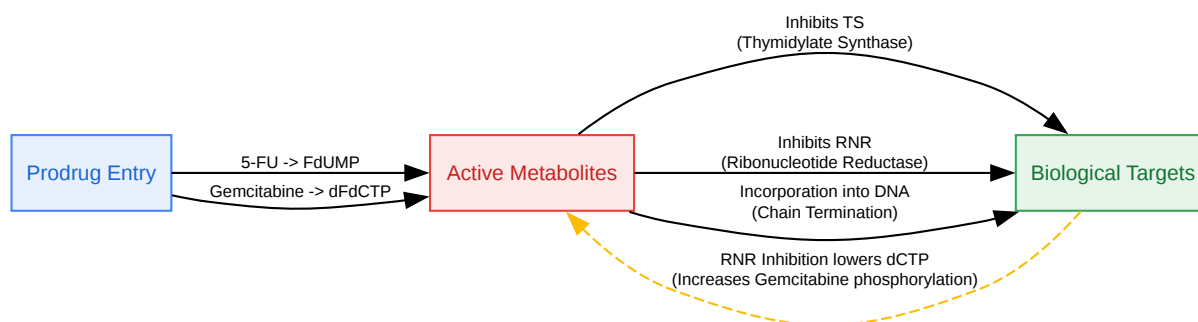 Inhibits TS
(Thymidylate Synthase)
Prodrug Entry
5-FU -> FdUMP
Gemcitabine -> dFdCTP
Active Metabolites
Inhibits RNR
(Ribonucleotide Reductase)
Incorporation into DNA
(Chain Termination)
Biological Targets
RNR Inhibition lowers dCTP
(Increases Gemcitabine phosphorylation)